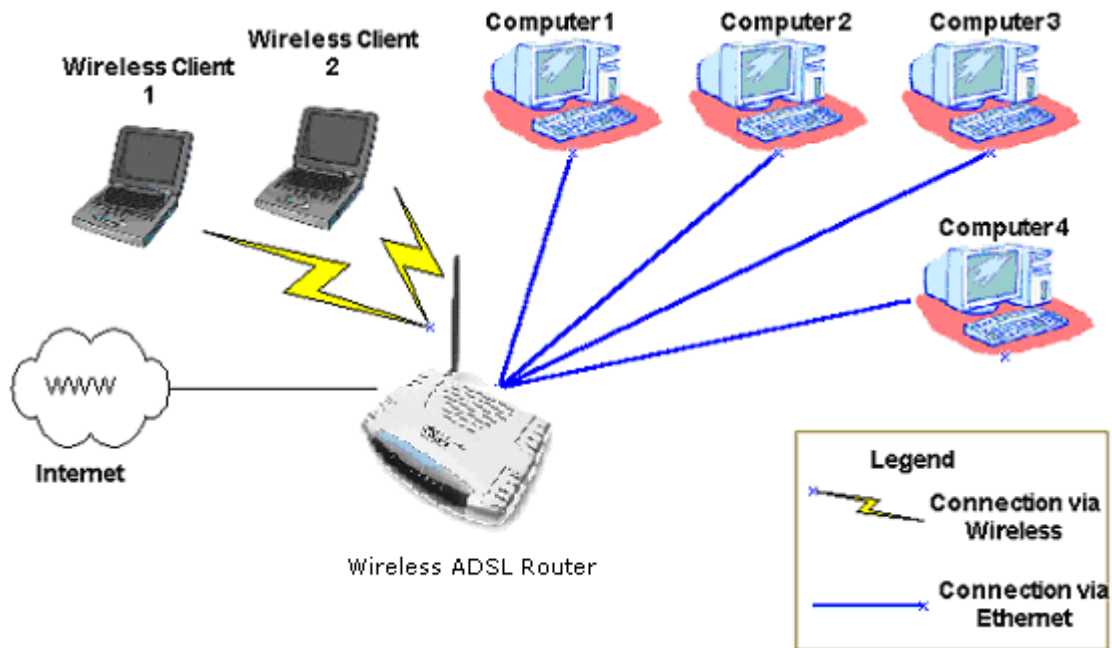 Computer 1
Computer 2
Computer 3
Wireless Client
2
Wireless Client
1
Computer 4
WWW
Internet
Wireless ADSL Router
Legend
Connection via
Wireless
Connection via
Ethernet